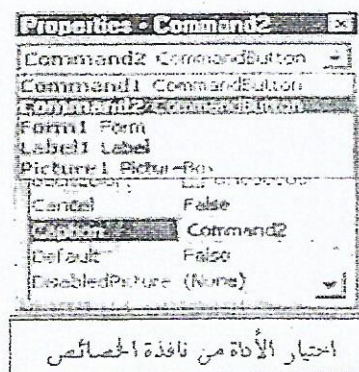 Properties - Command2
Command2 CommandButton
Command1 CommandButton
Command2 CommandButton
Form1 Form
Label1 Label
Picture1 PictureBox
Cancel False
Caption Command2
Default False
DisabledPicture (None)
اختيار الأداة من نافذة الخصائص